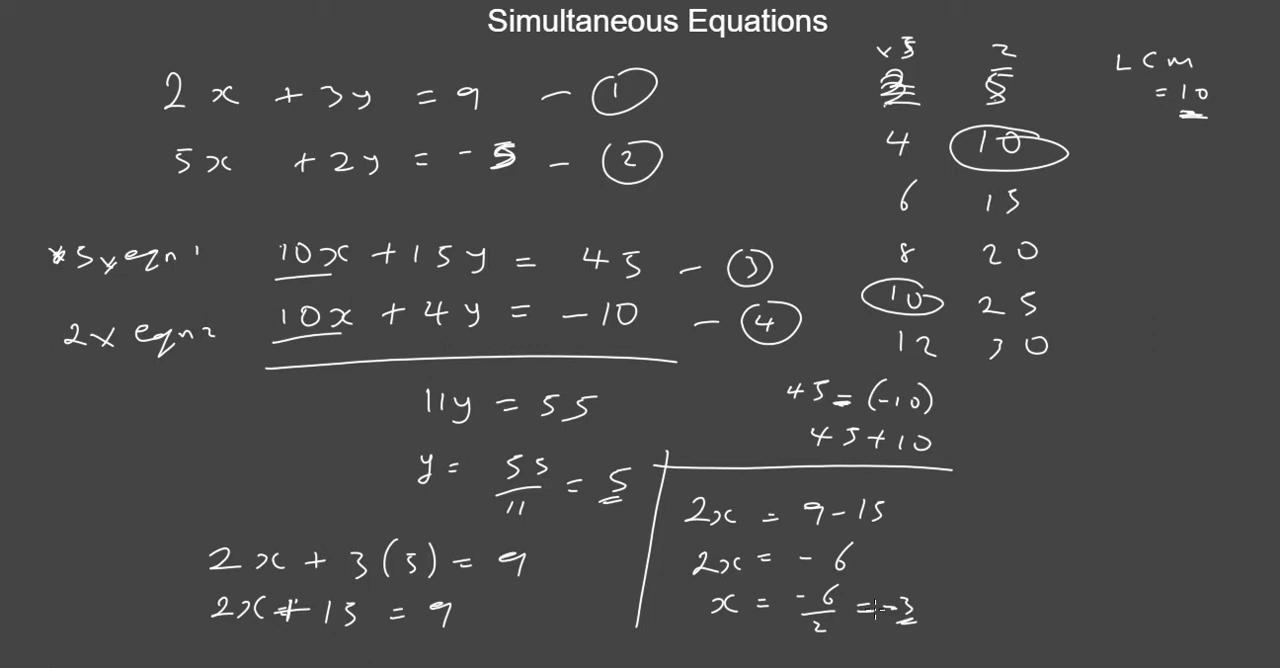 Simultaneous Equations
2x + 3y = 9 – ①
5x + 2y = -5 – ②
*5 x eqn 1 10x + 15y = 45 – ③
2x eqn 2 10x + 4y = -10 – ④
11y = 55
y = 55/11 = 5
2x + 3(5) = 9
2x + 15 = 9
x 5 2
2 5
4 10
6 15
8 20
10 25
12 30
LCM
= 10
45 - (-10)
45 + 10
2x = 9 - 15
2x = - 6
x = -6/2 = -3